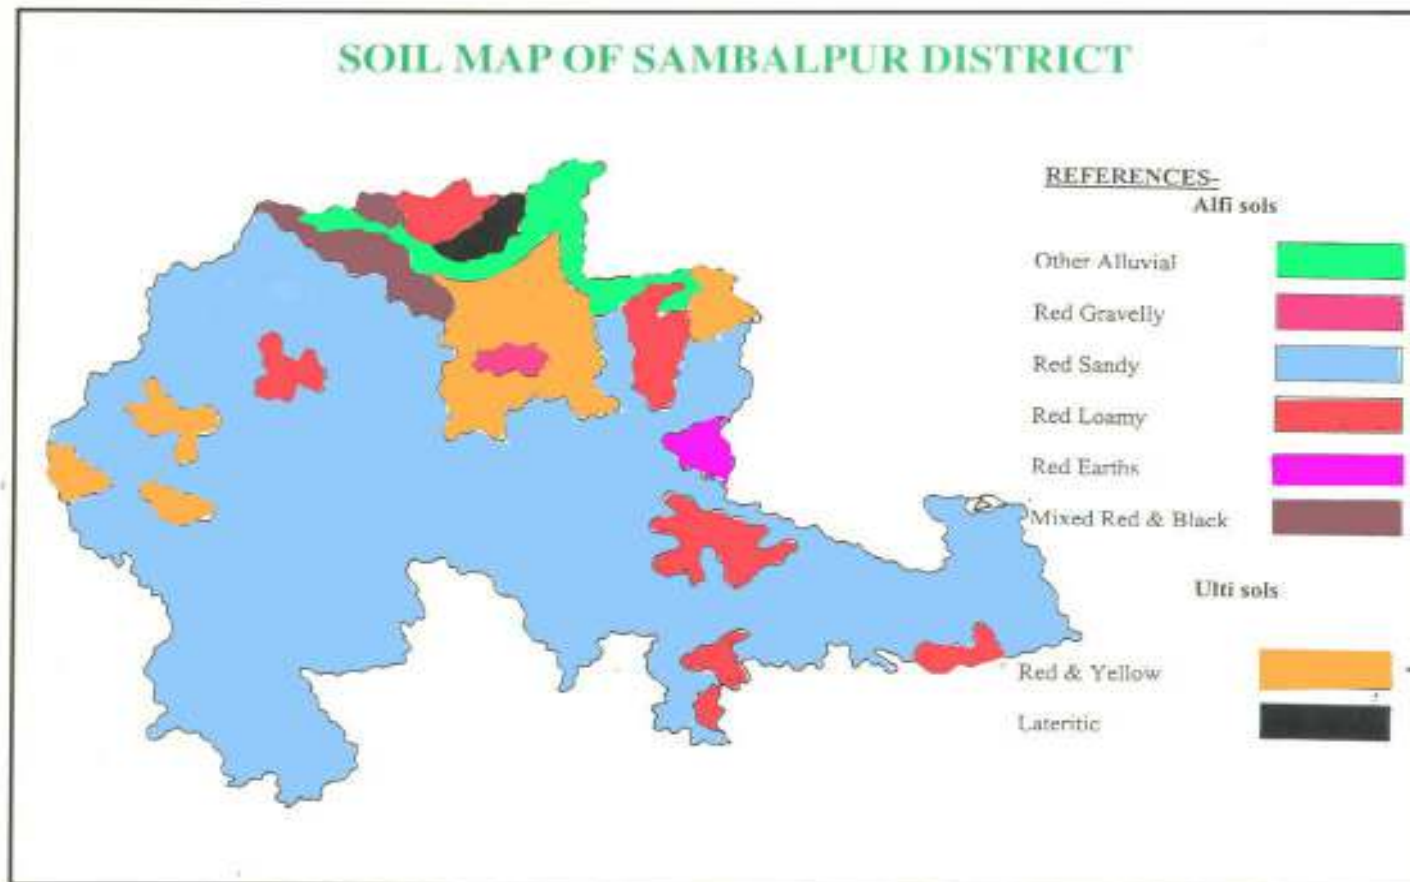 SOIL MAP OF SAMBALPUR DISTRICT
REFERENCES-
Alfi sols
Other Alluvial
Red Gravelly
Red Sandy
Red Loamy
Red Earths
Mixed Red & Black
Ulti sols
Red & Yellow
Lateritic